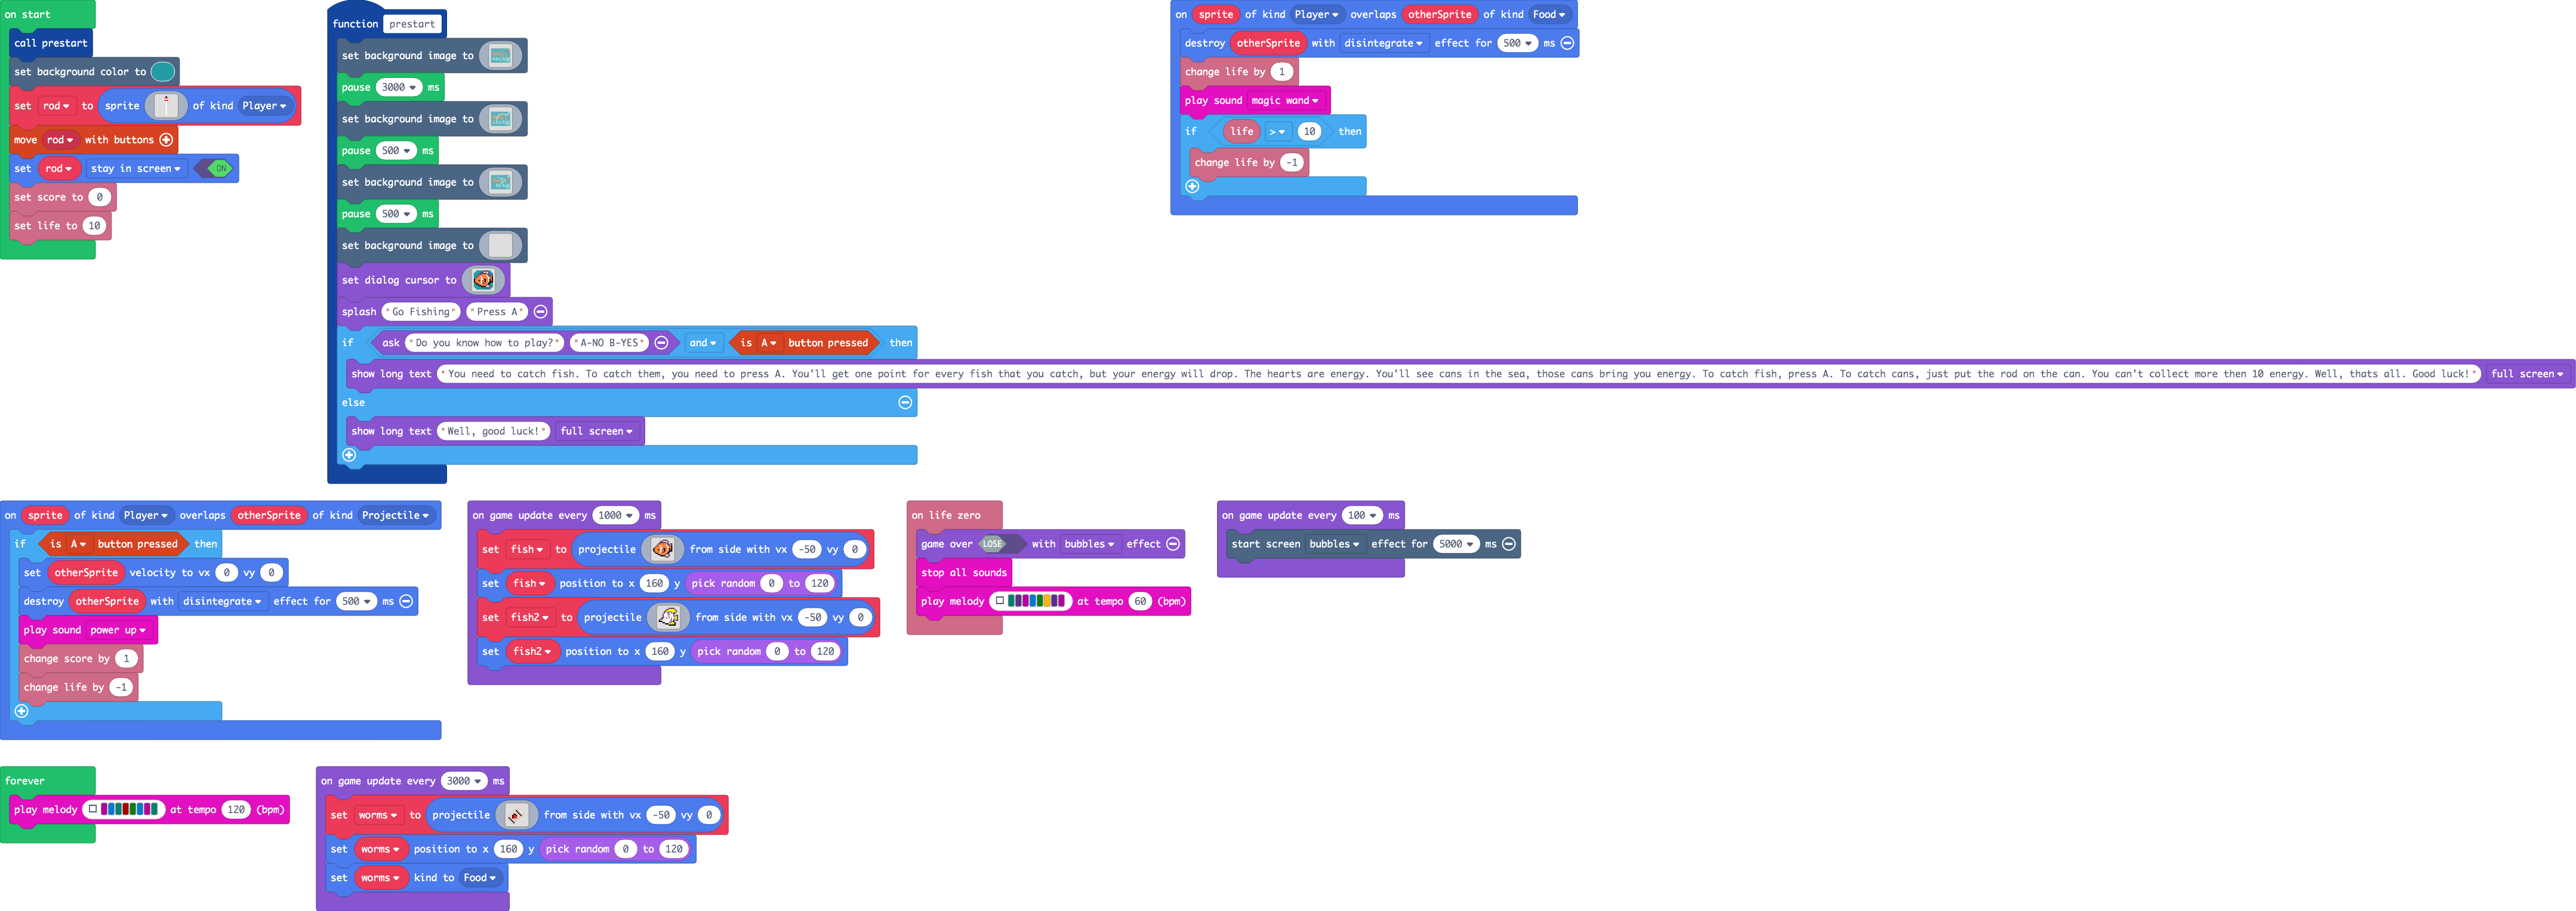 on start
call prestart
set background color to
set rod to sprite of kind Player
move rod with buttons
set rod stay in screen ON
set score to 0
set life to 10
function prestart
set background image to
pause 3000 ms
set background image to
pause 500 ms
set background image to
pause 500 ms
set background image to
set dialog cursor to
splash "Go Fishing" "Press A"
if ask "Do you know how to play?" "A-NO B-YES" and is A button pressed then
show long text "You need to catch fish. To catch them, you need to press A. You'll get one point for every fish that you catch, but your energy will drop. The hearts are energy. You'll see cans in the sea, those cans bring you energy. To catch fish, press A. To catch cans, just put the rod on the can. You can't collect more then 10 energy. Well, thats all. Good luck!" full screen
else
show long text "Well, good luck!" full screen
on sprite of kind Player overlaps otherSprite of kind Food
destroy otherSprite with disintegrate effect for 500 ms
change life by 1
play sound magic wand
if life > 10 then
change life by -1
on sprite of kind Player overlaps otherSprite of kind Projectile
if is A button pressed then
set otherSprite velocity to vx 0 vy 0
destroy otherSprite with disintegrate effect for 500 ms
play sound power up
change score by 1
change life by -1
on game update every 1000 ms
set fish to projectile from side with vx -50 vy 0
set fish position to x 160 y pick random 0 to 120
set fish2 to projectile from side with vx -50 vy 0
set fish2 position to x 160 y pick random 0 to 120
on life zero
game over LOSE with bubbles effect
stop all sounds
play melody at tempo 60 (bpm)
on game update every 100 ms
start screen bubbles effect for 5000 ms
forever
play melody at tempo 120 (bpm)
on game update every 3000 ms
set worms to projectile from side with vx -50 vy 0
set worms position to x 160 y pick random 0 to 120
set worms kind to Food